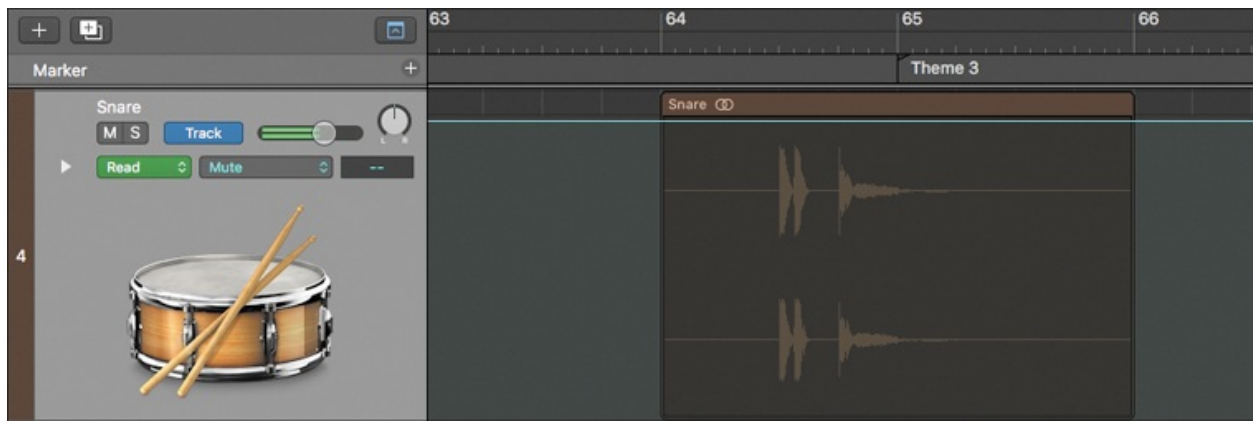 63 64 65 66
Marker + Theme 3
Snare
Snare
M S Track L R
Read Mute --
4